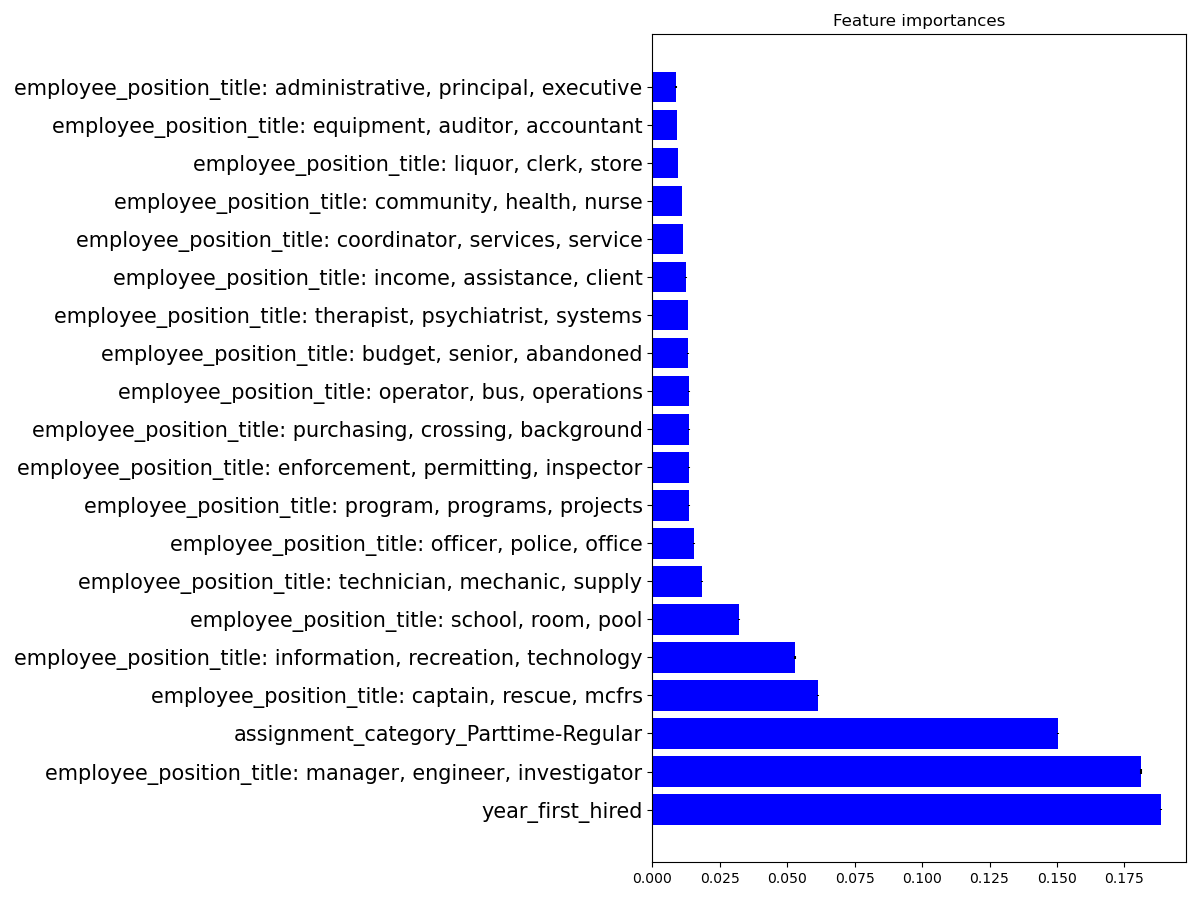 Feature importances
employee_position_title: administrative, principal, executive
employee_position_title: equipment, auditor, accountant
employee_position_title: liquor, clerk, store
employee_position_title: community, health, nurse
employee_position_title: coordinator, services, service
employee_position_title: income, assistance, client
employee_position_title: therapist, psychiatrist, systems
employee_position_title: budget, senior, abandoned
employee_position_title: operator, bus, operations
employee_position_title: purchasing, crossing, background
employee_position_title: enforcement, permitting, inspector
employee_position_title: program, programs, projects
employee_position_title: officer, police, office
employee_position_title: technician, mechanic, supply
employee_position_title: school, room, pool
employee_position_title: information, recreation, technology
employee_position_title: captain, rescue, mcfrs
assignment_category_Parttime-Regular
employee_position_title: manager, engineer, investigator
year_first_hired
0.000 0.025 0.050 0.075 0.100 0.125 0.150 0.175